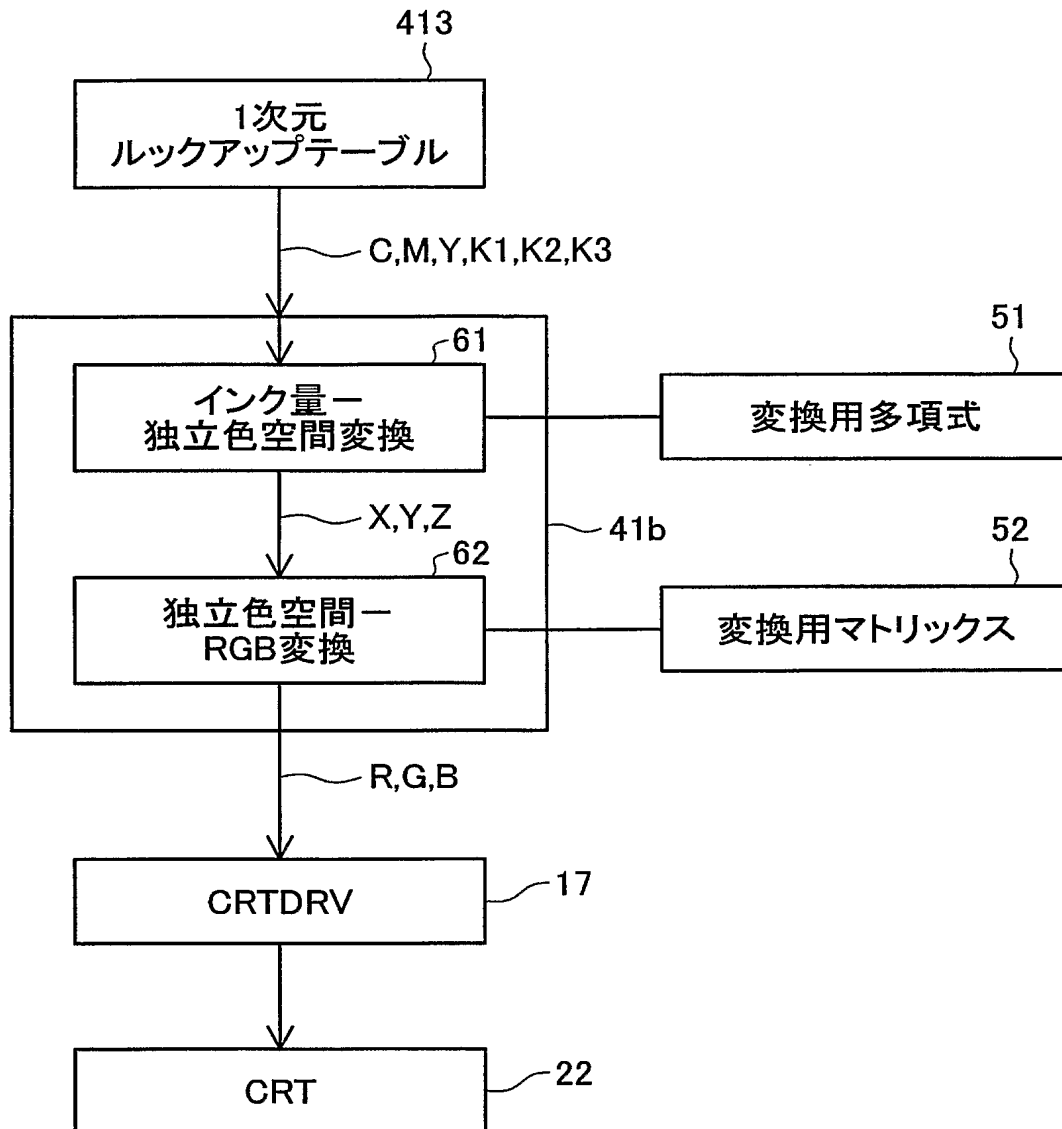 413
1次元
ルックアップテーブル
C,M,Y,K1,K2,K3
61
インク量－
独立色空間変換
51
変換用多項式
X,Y,Z
41b
62
独立色空間－
RGB変換
52
変換用マトリックス
R,G,B
CRTDRV
17
CRT
22